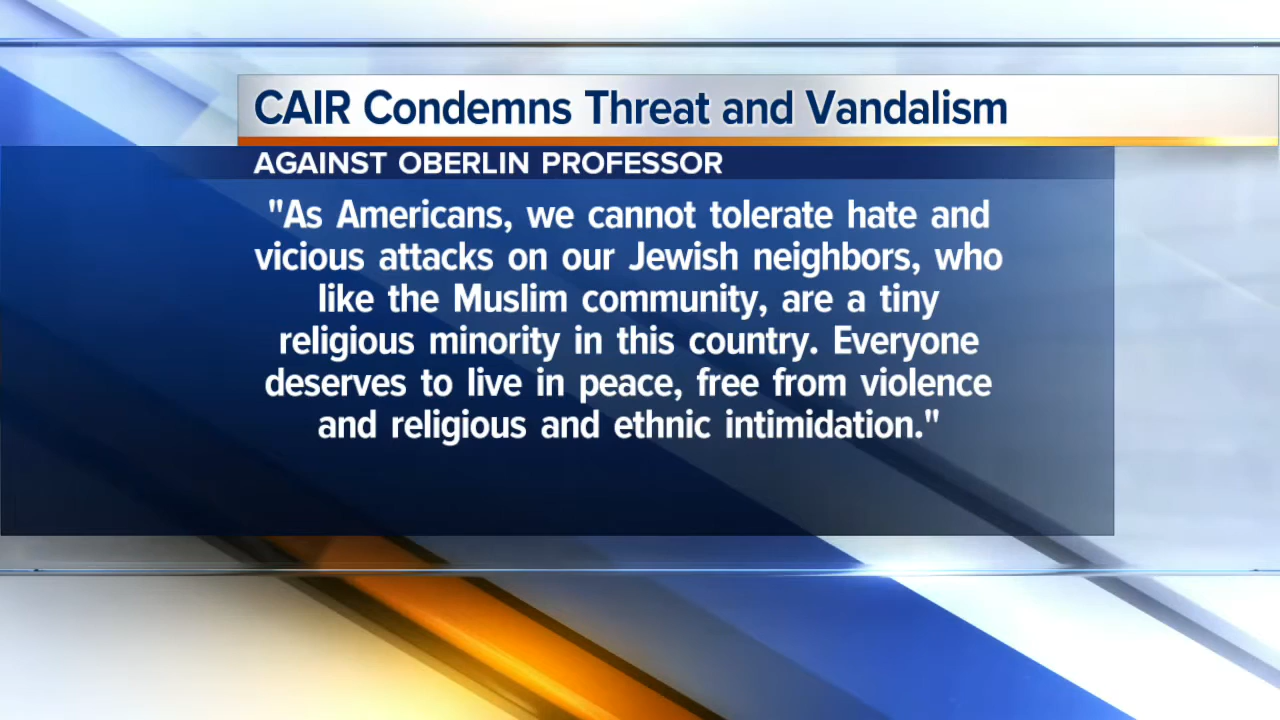 CAIR Condemns Threat and Vandalism
AGAINST OBERLIN PROFESSOR
"As Americans, we cannot tolerate hate and
vicious attacks on our Jewish neighbors, who
like the Muslim community, are a tiny
religious minority in this country. Everyone
deserves to live in peace, free from violence
and religious and ethnic intimidation."